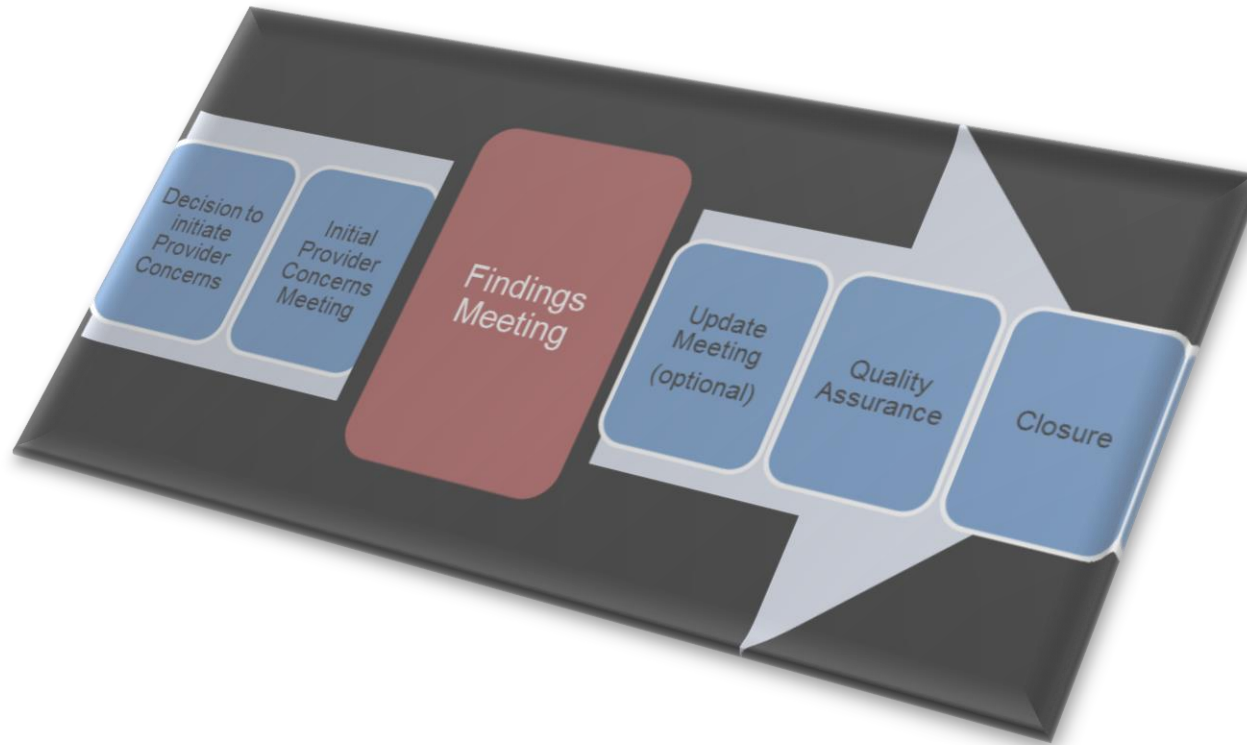 Decision to
initiate
Provider
Concerns
Initial
Provider
Concerns
Meeting
Findings
Meeting
Update
Meeting
(optional)
Quality
Assurance
Closure